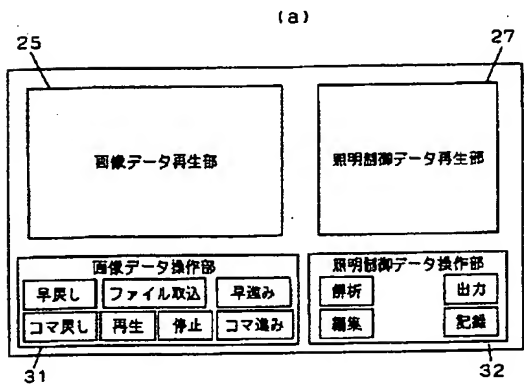 (a)
25
27
画像データ再生部
照明制御データ再生部
画像データ操作部
早戻し ファイル取込 早進み
コマ戻し 再生 停止 コマ進み
照明制御データ操作部
解析 出力
編集 記録
31
32